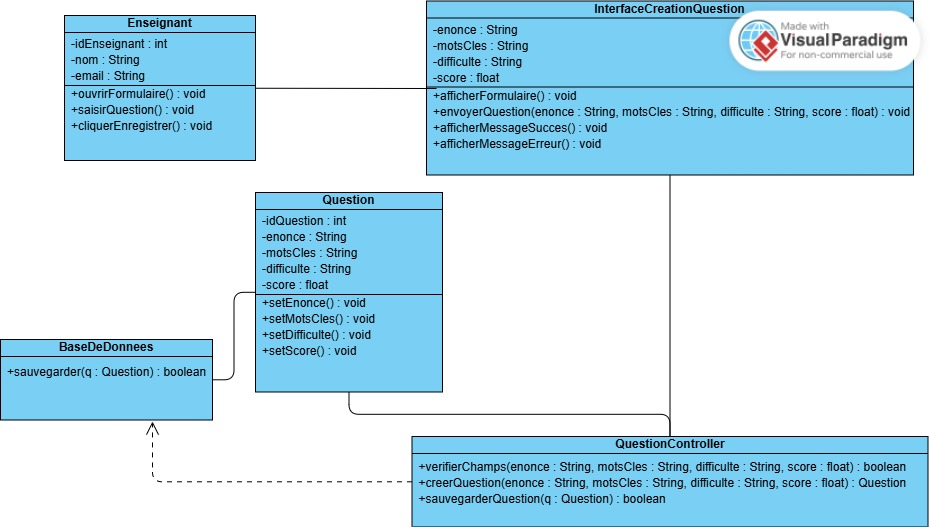 Enseignant
-idEnseignant : int
-nom : String
-email : String
+ouvrirFormulaire() : void
+saisirQuestion() : void
+cliquerEnregistrer() : void
InterfaceCreationQuestion
-enonce : String
-motsCles : String
-difficulte : String
-score : float
+afficherFormulaire() : void
+envoyerQuestion(enonce : String, motsCles : String, difficulte : String, score : float) : void
+afficherMessageSucces() : void
+afficherMessageErreur() : void
Made with
VisualParadigm
For non-commercial use
Question
-idQuestion : int
-enonce : String
-motsCles : String
-difficulte : String
-score : float
+setEnonce() : void
+setMotsCles() : void
+setDifficulte() : void
+setScore() : void
BaseDeDonnees
+sauvegarder(q : Question) : boolean
QuestionController
+verifierChamps(enonce : String, motsCles : String, difficulte : String, score : float) : boolean
+creerQuestion(enonce : String, motsCles : String, difficulte : String, score : float) : Question
+sauvegarderQuestion(q : Question) : boolean